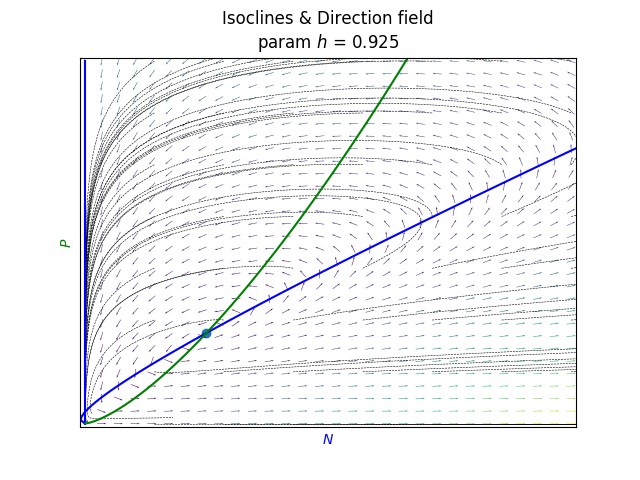 Isoclines & Direction field
param h = 0.925
P
N